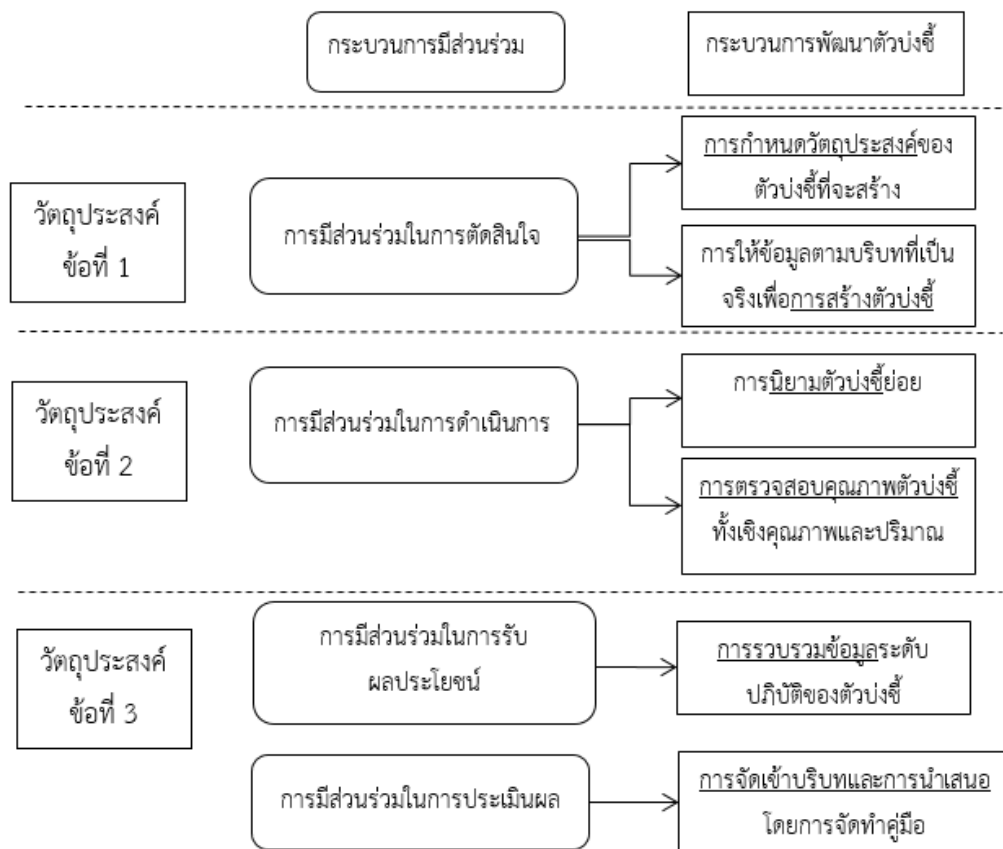 กระบวนการมีส่วนร่วม
กระบวนการพัฒนาตัวบ่งชี้
วัตถุประสงค์
ข้อที่ 1
การมีส่วนร่วมในการตัดสินใจ
การกำหนดวัตถุประสงค์ของ
ตัวบ่งชี้ที่จะสร้าง
การให้ข้อมูลตามบริบทที่เป็น
จริงเพื่อการสร้างตัวบ่งชี้
วัตถุประสงค์
ข้อที่ 2
การมีส่วนร่วมในการดำเนินการ
การนิยามตัวบ่งชี้ย่อย
การตรวจสอบคุณภาพตัวบ่งชี้
ทั้งเชิงคุณภาพและปริมาณ
วัตถุประสงค์
ข้อที่ 3
การมีส่วนร่วมในการรับ
ผลประโยชน์
การรวบรวมข้อมูลระดับ
ปฏิบัติของตัวบ่งชี้
การมีส่วนร่วมในการประเมินผล
การจัดเข้าบริบทและการนำเสนอ
โดยการจัดทำคู่มือ